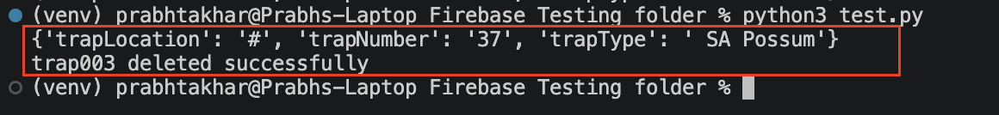 (venv) prabhtakhar@Prabhs-Laptop Firebase Testing folder % python3 test.py
{'trapLocation': '#', 'trapNumber': '37', 'trapType': ' SA Possum'}
trap003 deleted successfully
(venv) prabhtakhar@Prabhs-Laptop Firebase Testing folder %